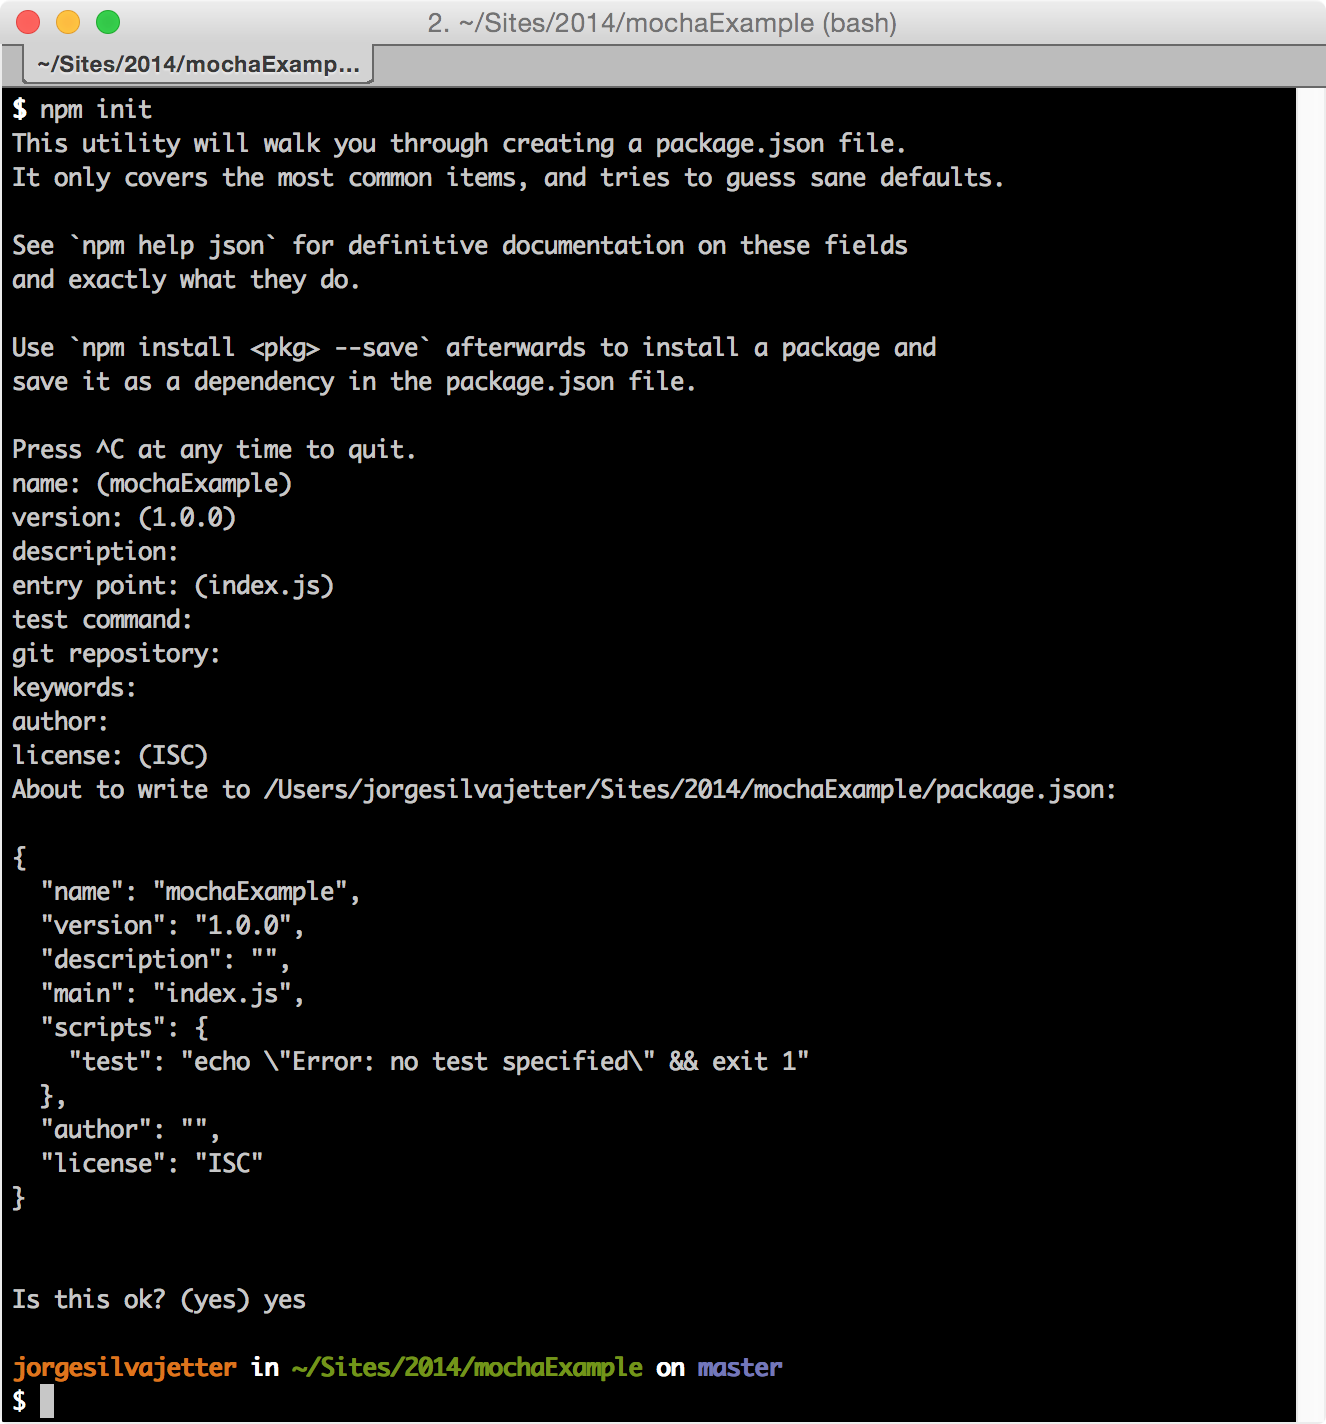 2. ~/Sites/2014/mochaExample (bash)
~/Sites/2014/mochaExamp...
$ npm init
This utility will walk you through creating a package.json file.
It only covers the most common items, and tries to guess sane defaults.
See `npm help json` for definitive documentation on these fields
and exactly what they do.
Use `npm install <pkg> --save` afterwards to install a package and
save it as a dependency in the package.json file.
Press ^C at any time to quit.
name: (mochaExample)
version: (1.0.0)
description:
entry point: (index.js)
test command:
git repository:
keywords:
author:
license: (ISC)
About to write to /Users/jorgesilvajetter/Sites/2014/mochaExample/package.json:
{
  "name": "mochaExample",
  "version": "1.0.0",
  "description": "",
  "main": "index.js",
  "scripts": {
    "test": "echo \"Error: no test specified\" && exit 1"
  },
  "author": "",
  "license": "ISC"
}
Is this ok? (yes) yes
jorgesilvajetter in ~/Sites/2014/mochaExample on master
$